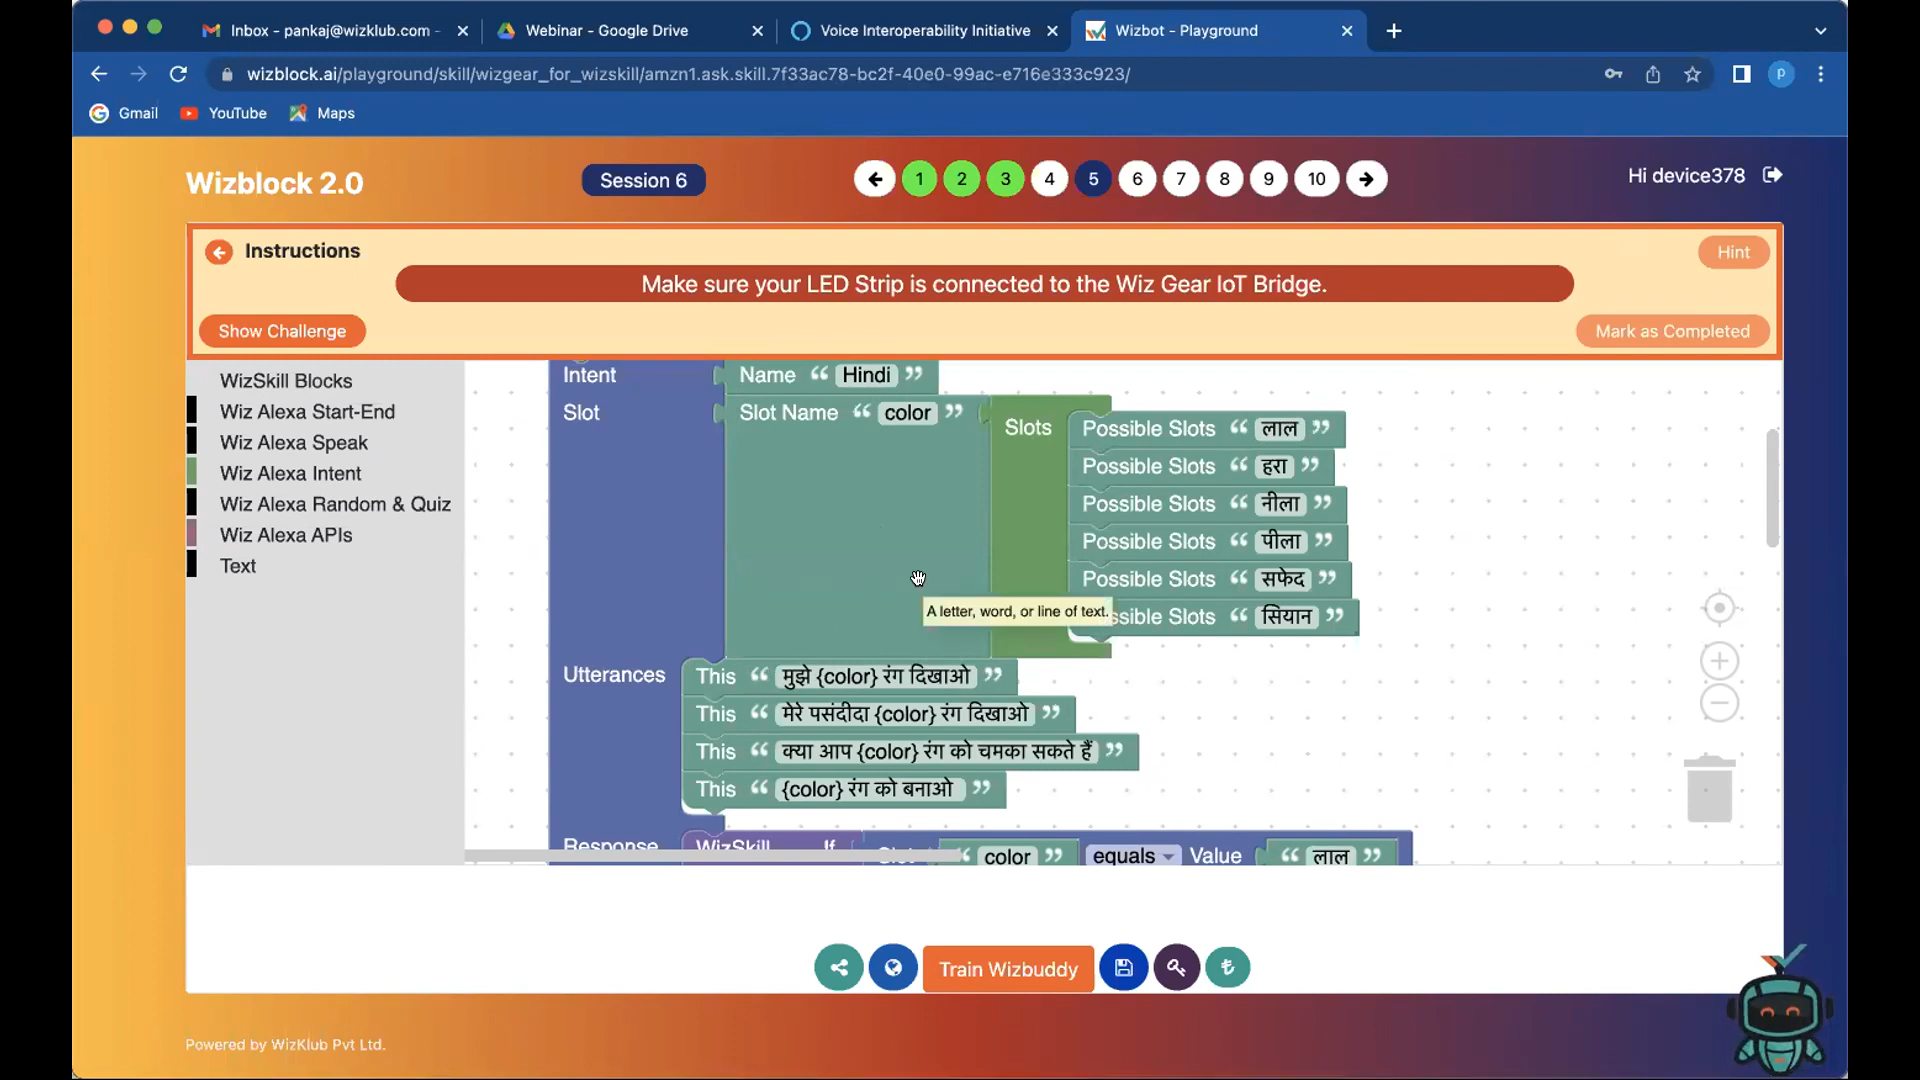 Inbox - pankaj@wizklub.com -
Webinar - Google Drive
Voice Interoperability Initiative
Wizbot - Playground
wizblock.ai/playground/skill/wizgear_for_wizskill/amzn1.ask.skill.7f33ac78-bc2f-40e0-99ac-e716e333c923/
P
Gmail
YouTube
Maps
Wizblock 2.0
Session 6
1 2 3 4 5 6 7 8 9 10
Hi device378
Instructions
Hint
Make sure your LED Strip is connected to the Wiz Gear IoT Bridge.
Show Challenge
Mark as Completed
WizSkill Blocks
Wiz Alexa Start-End
Wiz Alexa Speak
Wiz Alexa Intent
Wiz Alexa Random & Quiz
Wiz Alexa APIs
Text
Intent Name “ Hindi ”
Slot Slot Name “ color ” Slots
Possible Slots “ लाल ”
Possible Slots “ हरा ”
Possible Slots “ नीला ”
Possible Slots “ पीला ”
Possible Slots “ सफेद ”
ssible Slots “ सियान ”
A letter, word, or line of text.
Utterances This “ मुझे {color} रंग दिखाओ ”
This “ मेरे पसंदीदा {color} रंग दिखाओ ”
This “ क्या आप {color} रंग को चमका सकते हैं ”
This “ {color} रंग को बनाओ ”
Response WizSkill If Slot “ color ” equals Value “ लाल ”
Train Wizbuddy
Powered by WizKlub Pvt Ltd.